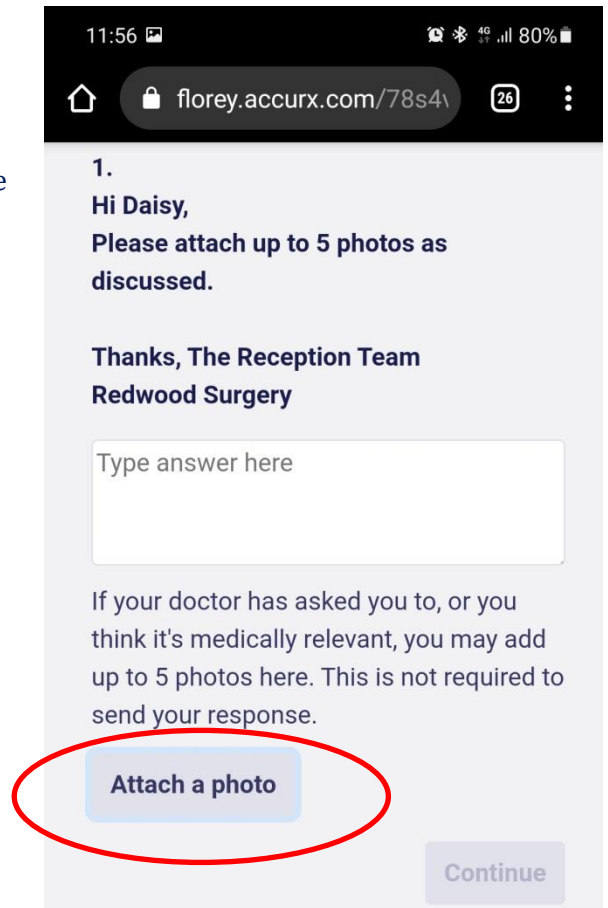 11:56 4G 80%
florey.accurx.com/78s4 26
e
1.
Hi Daisy,
Please attach up to 5 photos as
discussed.
Thanks, The Reception Team
Redwood Surgery
Type answer here
If your doctor has asked you to, or you
think it's medically relevant, you may add
up to 5 photos here. This is not required to
send your response.
Attach a photo
Continue